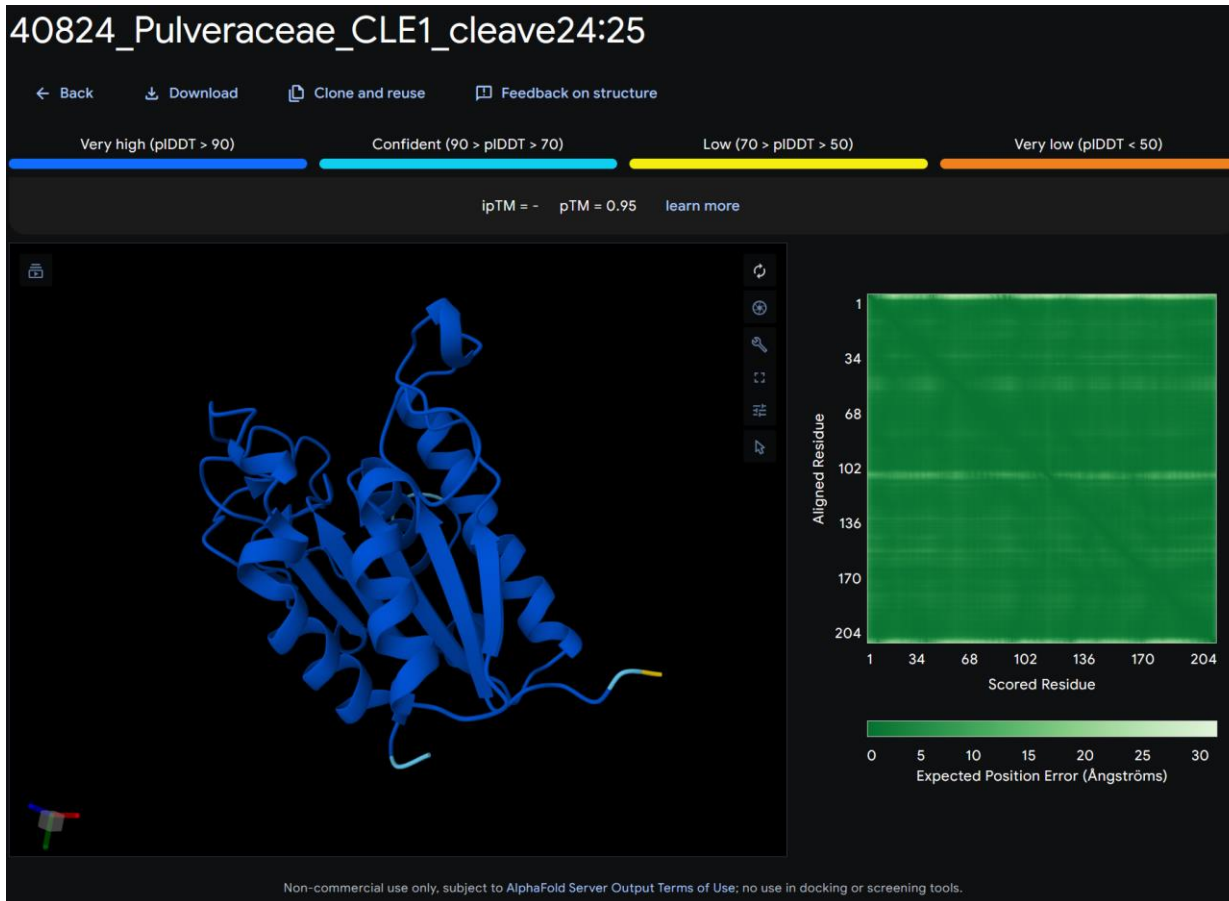 40824_Pulveraceae_CLE1_cleave24:25
Back Download Clone and reuse Feedback on structure
Very high (plDDT > 90) Confident (90 > plDDT > 70) Low (70 > plDDT > 50) Very low (plDDT < 50)
ipTM = - pTM = 0.95 learn more
1
34
68
102
136
170
204
Aligned Residue
1 34 68 102 136 170 204
Scored Residue
0 5 10 15 20 25 30
Expected Position Error (Ångströms)
Non-commercial use only, subject to AlphaFold Server Output Terms of Use; no use in docking or screening tools.